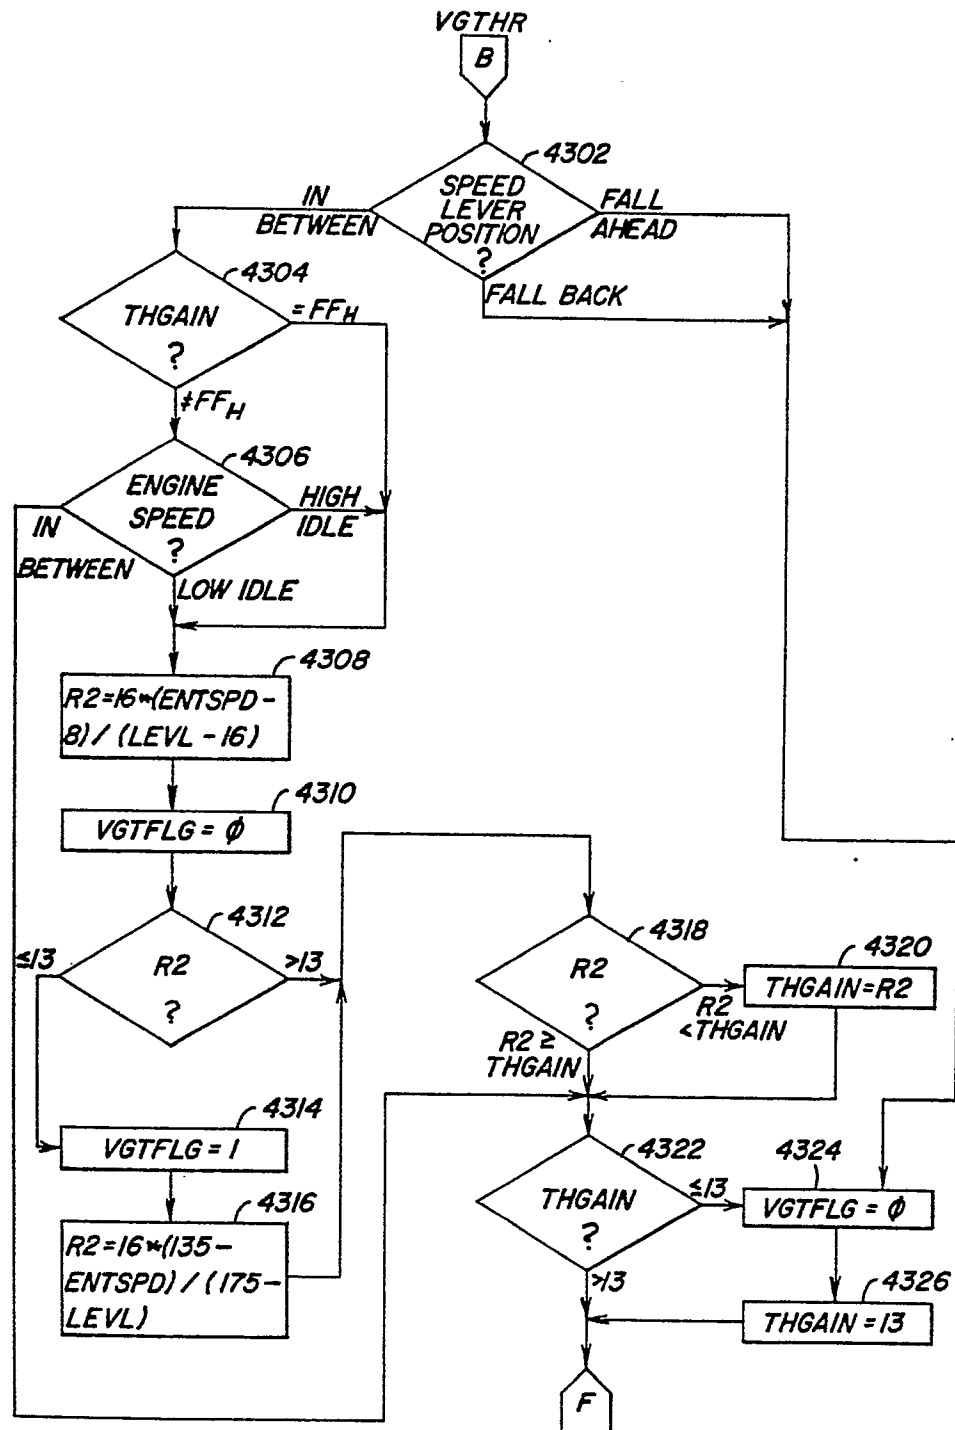 VGTHR
B
4302
SPEED
LEVER
POSITION
?
IN
BETWEEN
FALL
AHEAD
FALL BACK
4304
THGAIN
?
=FFH
≠FFH
4306
ENGINE
SPEED
?
HIGH
IDLE
IN
BETWEEN
LOW IDLE
4308
R2=16*(ENTSPD-
8)/(LEVL-16)
4310
VGTFLG = φ
4312
R2
?
≤13
>13
4314
VGTFLG = 1
4316
R2=16*(135-
ENTSPD)/(175-
LEVL)
4318
R2
?
R2
<THGAIN
R2 ≥
THGAIN
4320
THGAIN=R2
4322
THGAIN
?
≤13
>13
4324
VGTFLG = φ
4326
THGAIN = 13
F